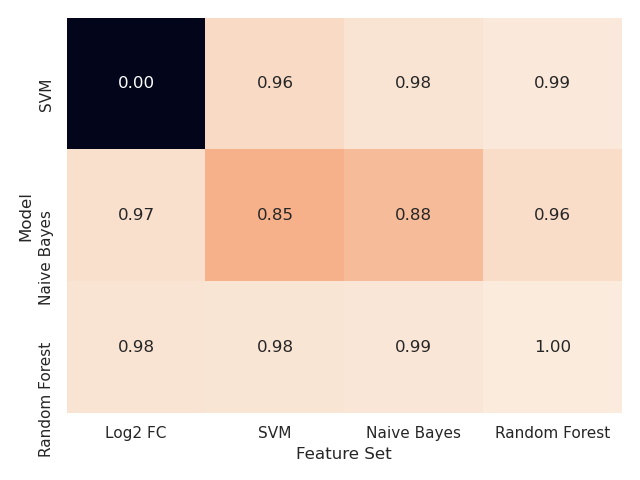 SVM
0.00 0.96 0.98 0.99
Model
Naive Bayes
0.97 0.85 0.88 0.96
Random Forest
0.98 0.98 0.99 1.00
Log2 FC SVM Naive Bayes Random Forest
Feature Set